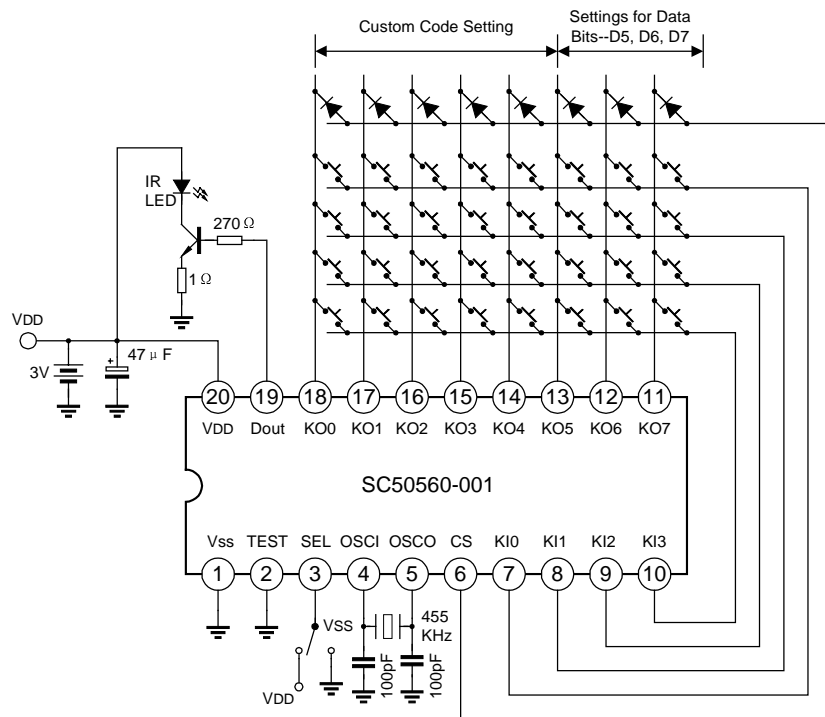 Custom Code Setting
Settings for Data
Bits--D5, D6, D7
IR
LED
270 Ω
1 Ω
VDD
3V
+
47 μ F
20 19 18 17 16 15 14 13 12 11
VDD Dout KO0 KO1 KO2 KO3 KO4 KO5 KO6 KO7
SC50560-001
Vss TEST SEL OSCI OSCO CS KI0 KI1 KI2 KI3
1 2 3 4 5 6 7 8 9 10
VSS
455
KHz
100pF
100pF
VDD